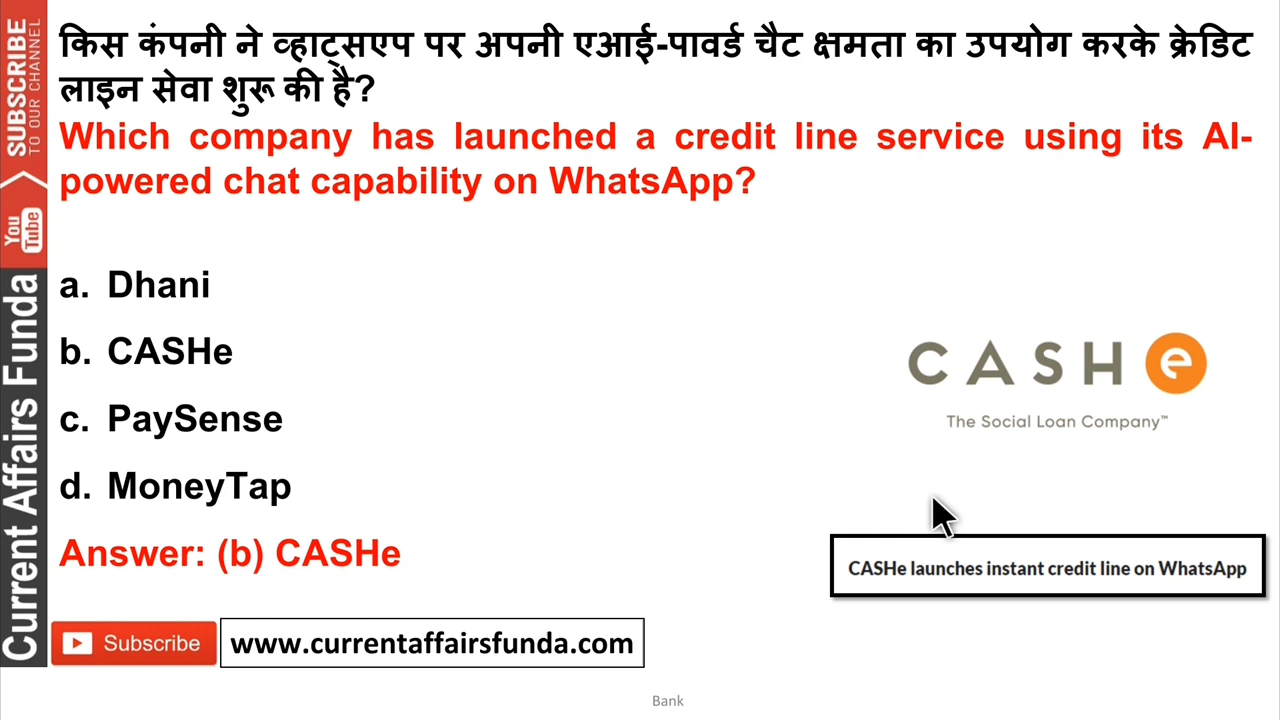 किस कंपनी ने व्हाट्सएप पर अपनी एआई-पावर्ड चैट क्षमता का उपयोग करके क्रेडिट
लाइन सेवा शुरू की है?
Which company has launched a credit line service using its AI-
powered chat capability on WhatsApp?
a. Dhani
b. CASHe
c. PaySense
d. MoneyTap
Answer: (b) CASHe
CASHe
The Social Loan Company™
CASHe launches instant credit line on WhatsApp
Subscribe
www.currentaffairsfunda.com
Bank
SUBSCRIBE
TO OUR CHANNEL
You
Tube
Current Affairs Funda